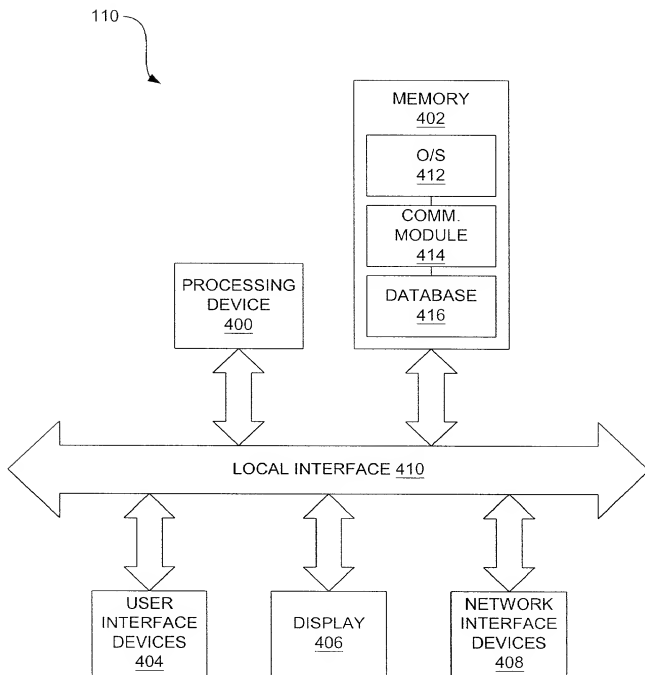 110
MEMORY
402
O/S
412
COMM.
MODULE
414
DATABASE
416
PROCESSING
DEVICE
400
LOCAL INTERFACE 410
USER
INTERFACE
DEVICES
404
DISPLAY
406
NETWORK
INTERFACE
DEVICES
408